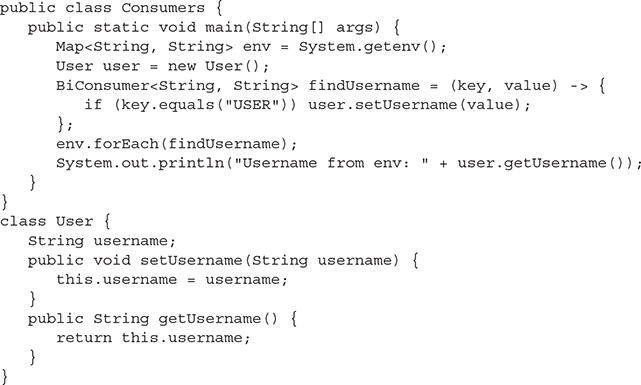 public class Consumers {
   public static void main(String[] args) {
      Map<String, String> env = System.getenv();
      User user = new User();
      BiConsumer<String, String> findUsername = (key, value) -> {
         if (key.equals("USER")) user.setUsername(value);
      };
      env.forEach(findUsername);
      System.out.println("Username from env: " + user.getUsername());
   }
}
class User {
   String username;
   public void setUsername(String username) {
      this.username = username;
   }
   public String getUsername() {
      return this.username;
   }
}